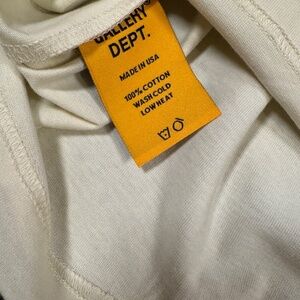 GALLERY
DEPT.
MADE IN USA
100% COTTON
WASH COLD
LOW HEAT